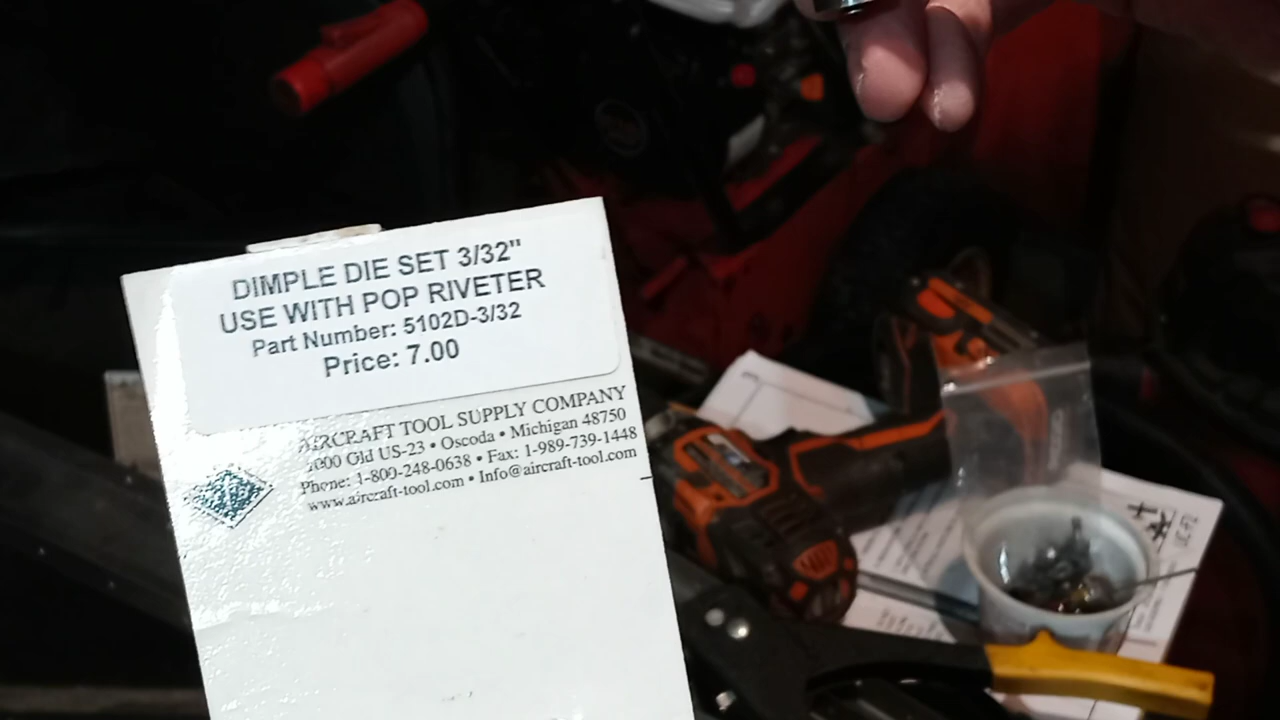 DIMPLE DIE SET 3/32"
USE WITH POP RIVETER
Part Number: 5102D-3/32
Price: 7.00
AIRCRAFT TOOL SUPPLY COMPANY
1000 Old US-23 • Oscoda • Michigan 48750
Phone: 1-800-248-0638 • Fax: 1-989-739-1448
www.aircraft-tool.com • Info@aircraft-tool.com